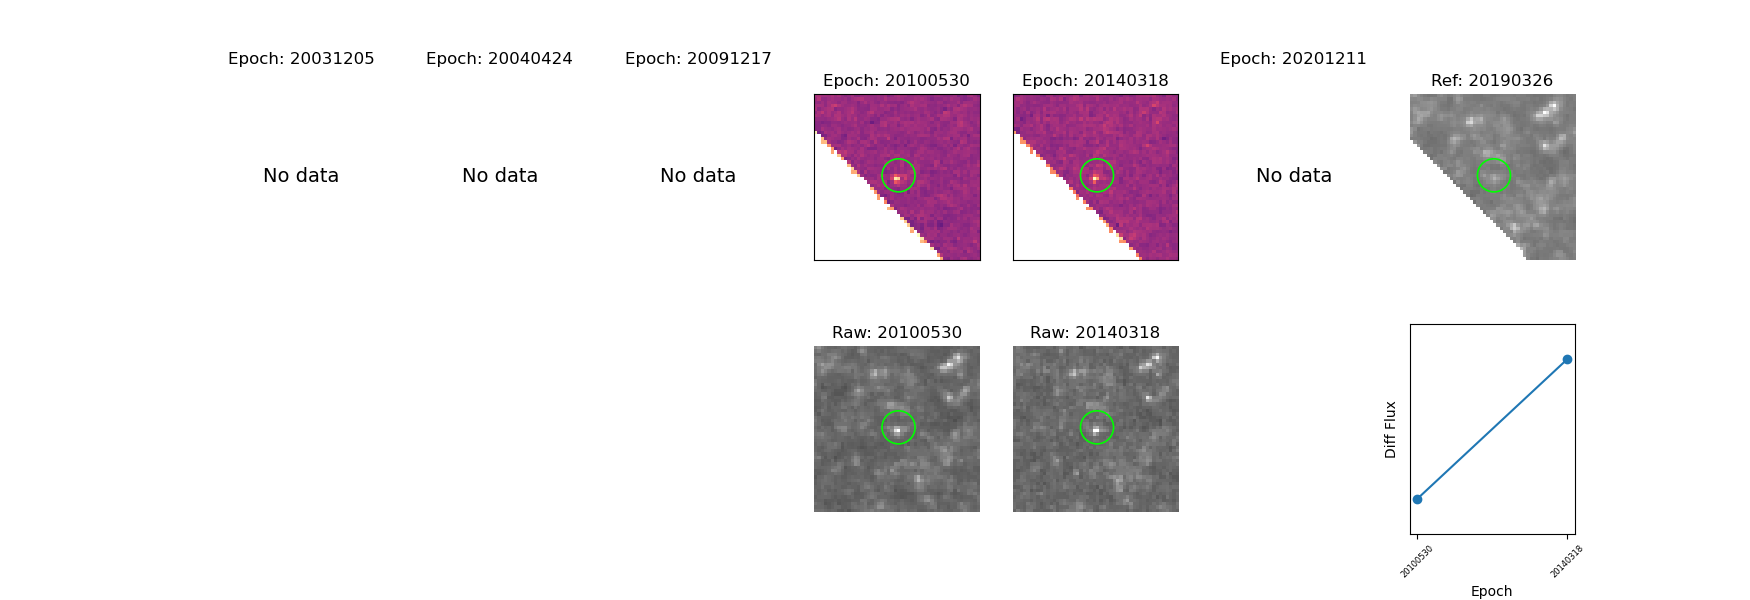 Epoch: 20031205
Epoch: 20040424
Epoch: 20091217
Epoch: 20100530
Epoch: 20140318
Epoch: 20201211
Ref: 20190326
No data
No data
No data
No data
Raw: 20100530
Raw: 20140318
Diff Flux
20100530
20140318
Epoch